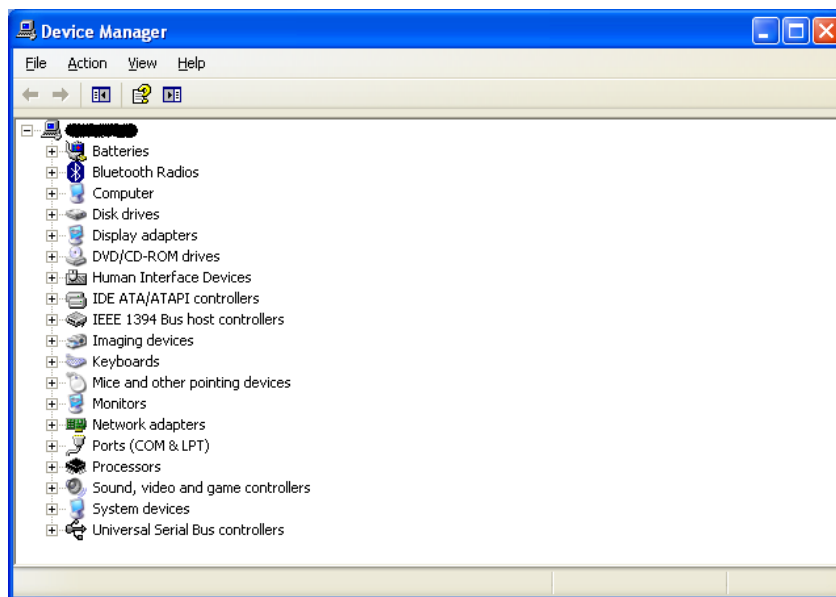 Device Manager
File Action View Help
Batteries
Bluetooth Radios
Computer
Disk drives
Display adapters
DVD/CD-ROM drives
Human Interface Devices
IDE ATA/ATAPI controllers
IEEE 1394 Bus host controllers
Imaging devices
Keyboards
Mice and other pointing devices
Monitors
Network adapters
Ports (COM & LPT)
Processors
Sound, video and game controllers
System devices
Universal Serial Bus controllers